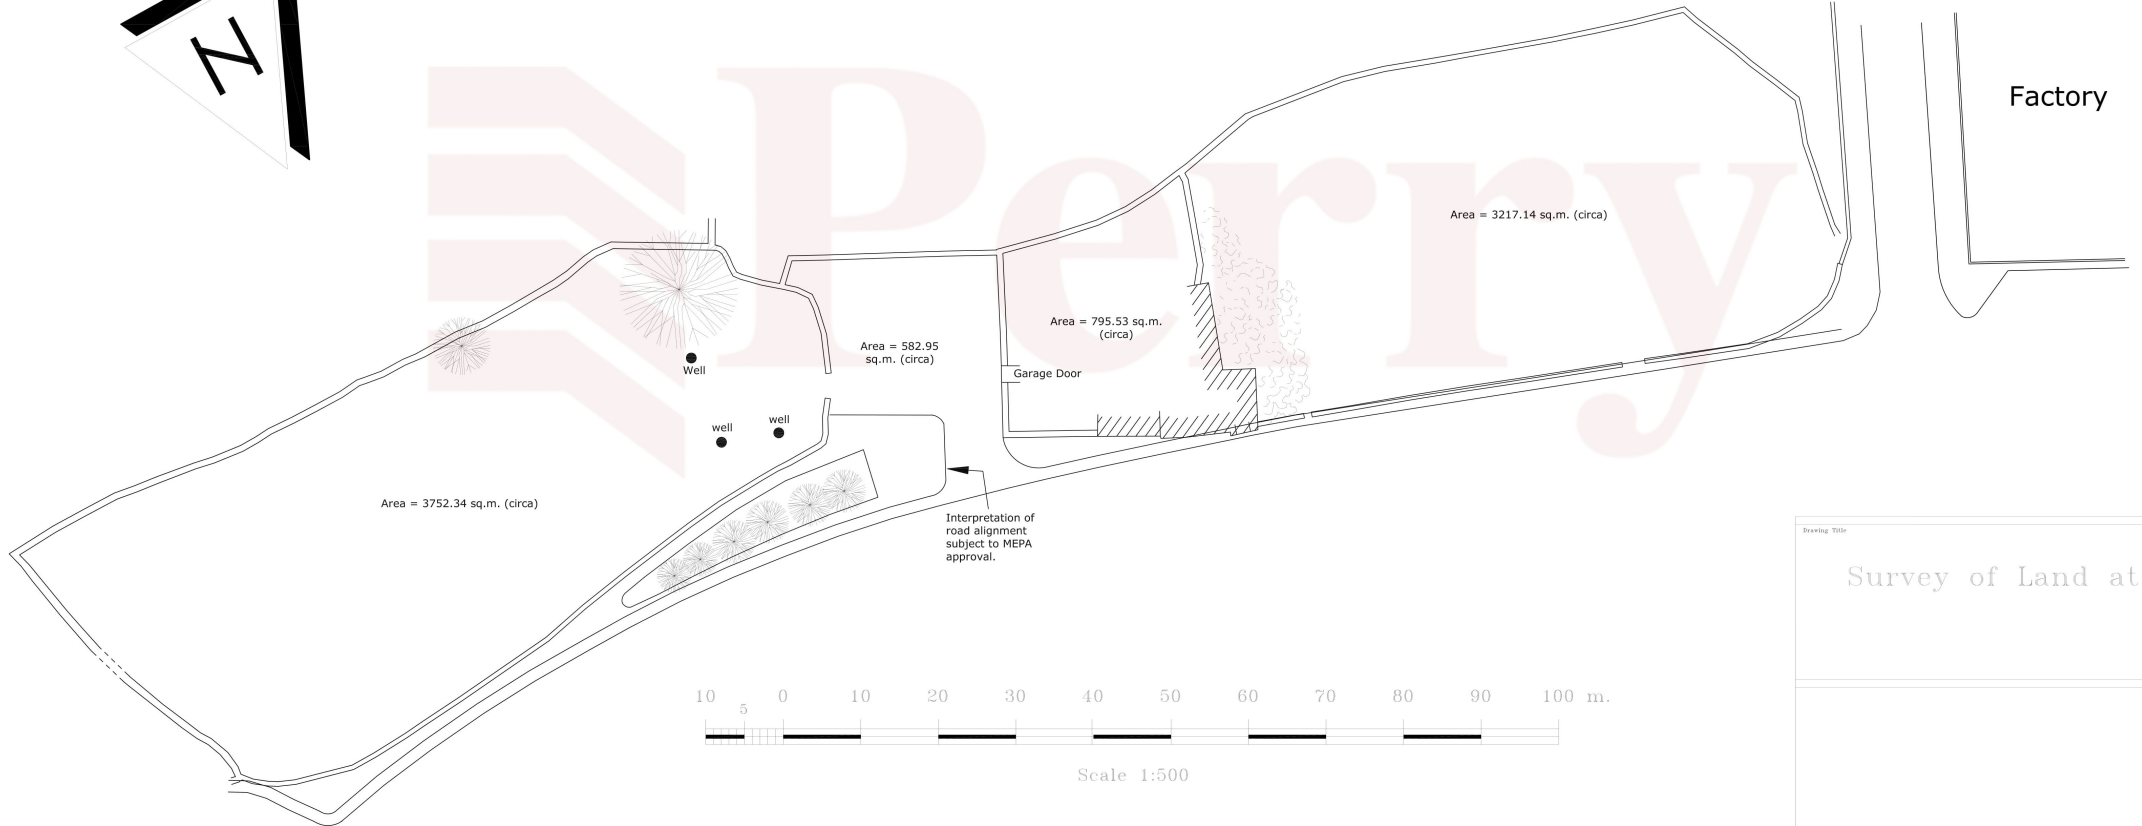 N
Perry
Factory
Area = 3217.14 sq.m. (circa)
Area = 795.53 sq.m.
(circa)
Area = 582.95
sq.m. (circa)
Garage Door
Well
well
well
Area = 3752.34 sq.m. (circa)
Interpretation of
road alignment
subject to MEPA
approval.
Drawing Title
Survey of Land at
10 5 0 10 20 30 40 50 60 70 80 90 100 m.
Scale 1:500